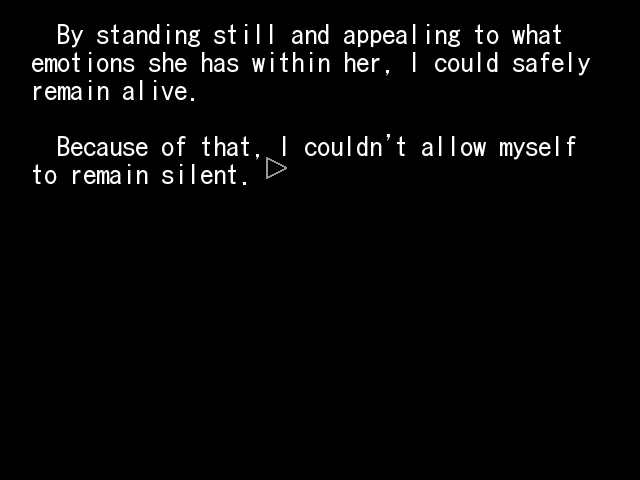 By standing still and appealing to what
emotions she has within her, I could safely
remain alive.
Because of that, I couldn't allow myself
to remain silent.